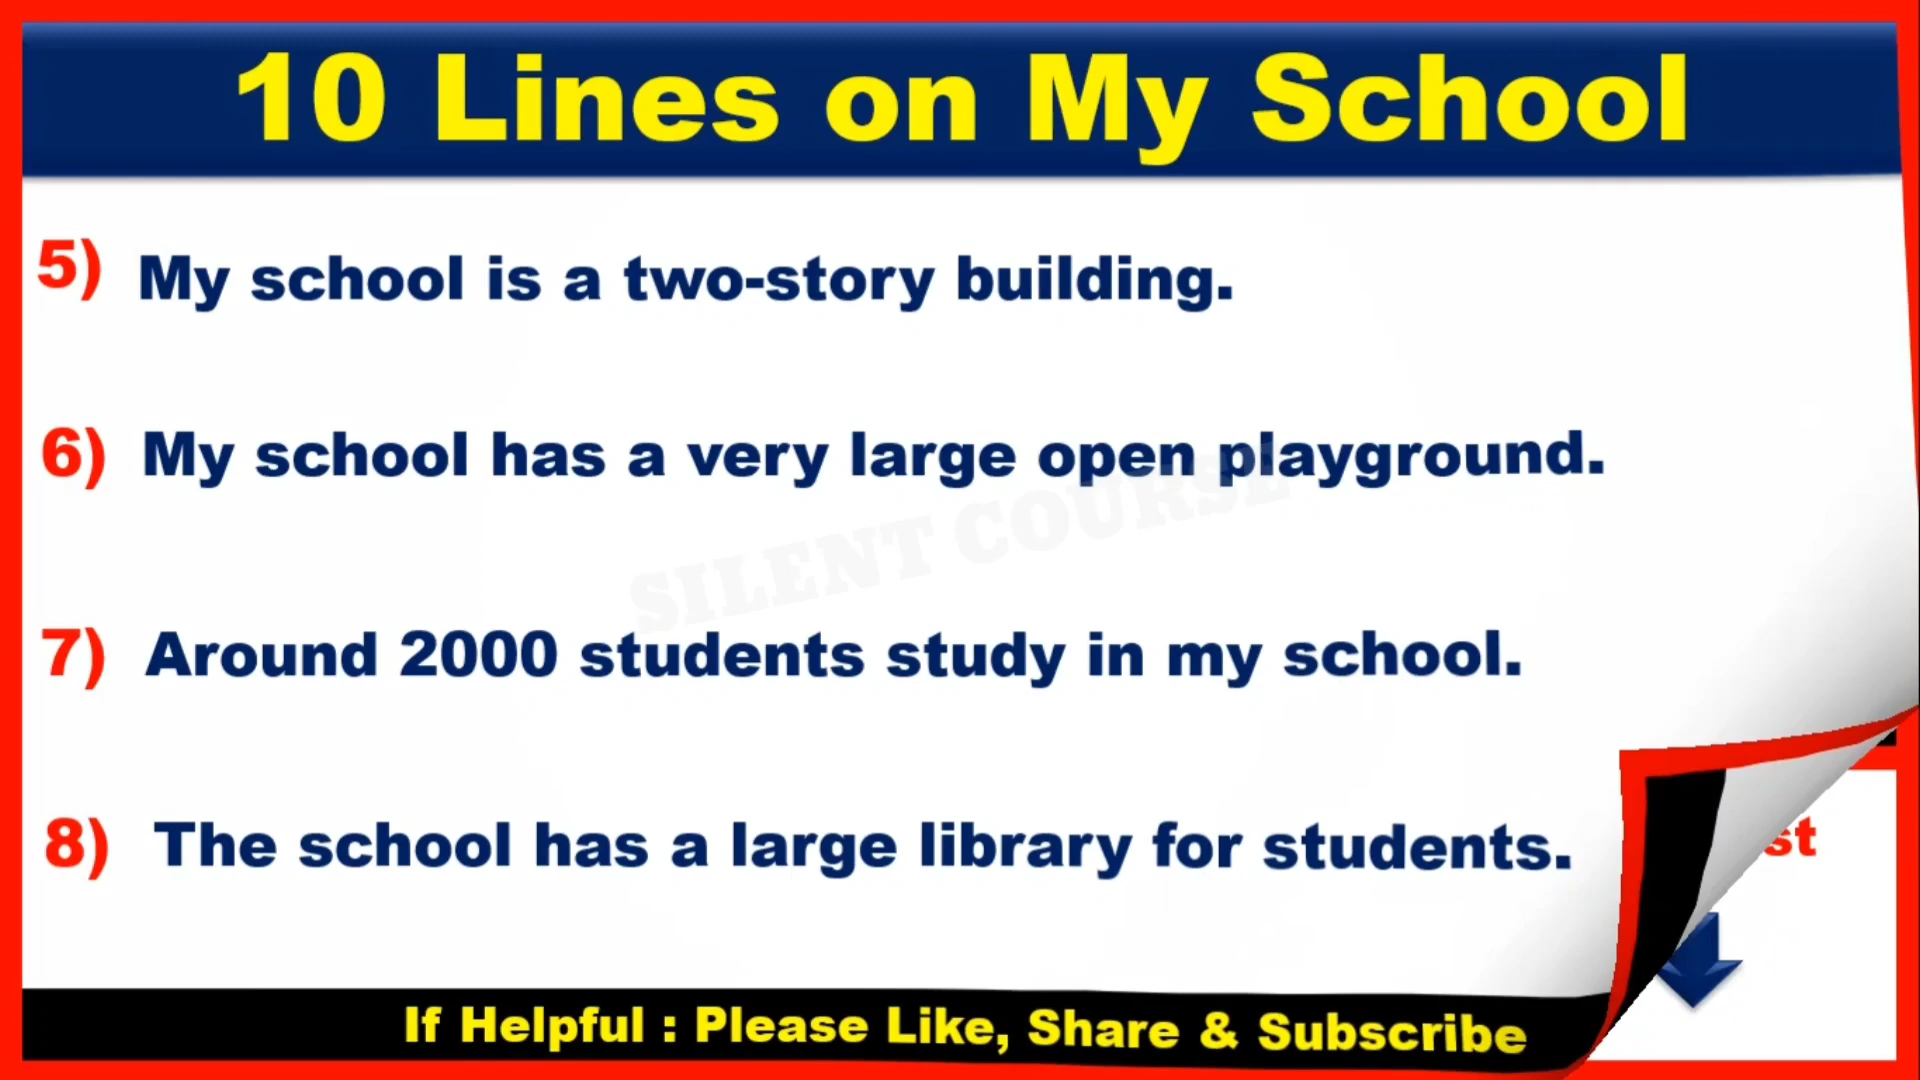 10 Lines on My School
5) My school is a two-story building.
6) My school has a very large open playground.
SILENT COURSE
7) Around 2000 students study in my school.
8) The school has a large library for students.
If Helpful : Please Like, Share & Subscribe